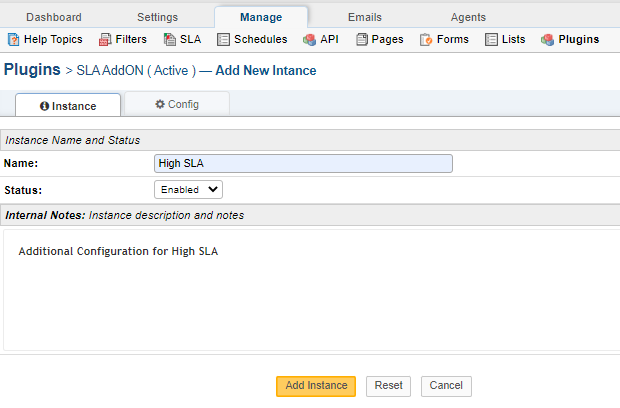 Dashboard Settings Manage Emails Agents
Help Topics Filters SLA Schedules API Pages Forms Lists Plugins
Plugins > SLA AddON ( Active ) — Add New Intance
Instance Config
Instance Name and Status
Name: High SLA
Status: Enabled
Internal Notes: Instance description and notes
Additional Configuration for High SLA
Add Instance Reset Cancel